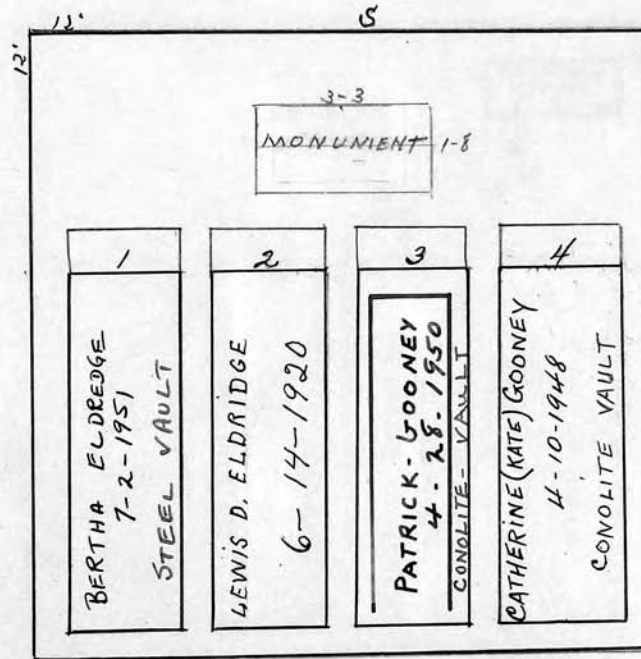 12' S
12'
3-3
MONUMENT 1-8
1
BERTHA ELDREDGE
7-2-1951
STEEL VAULT
2
LEWIS D. ELDRIDGE
6-14-1920
3
PATRICK-GOONEY
4-28-1950
CONOLITE-VAULT
4
CATHERINE (KATE) GOONEY
4-10-1948
CONOLITE VAULT